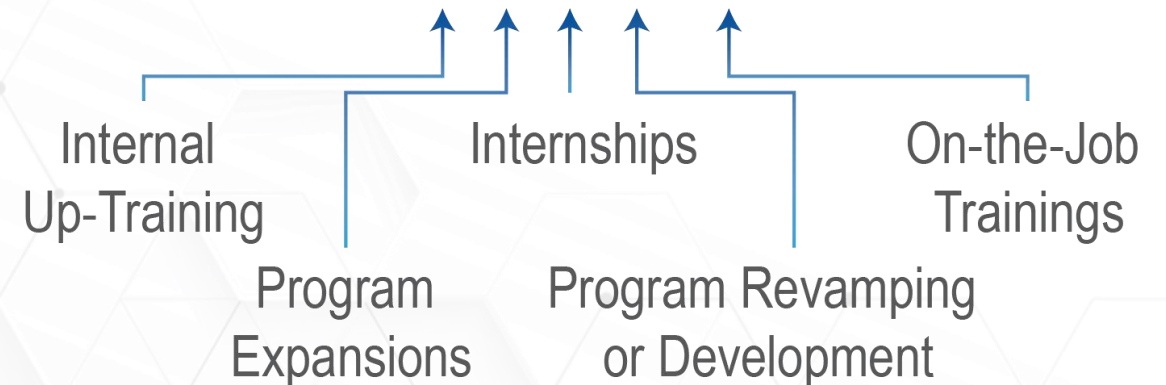 Internal
Up-Training
Program
Expansions
Internships
Program Revamping
or Development
On-the-Job
Trainings